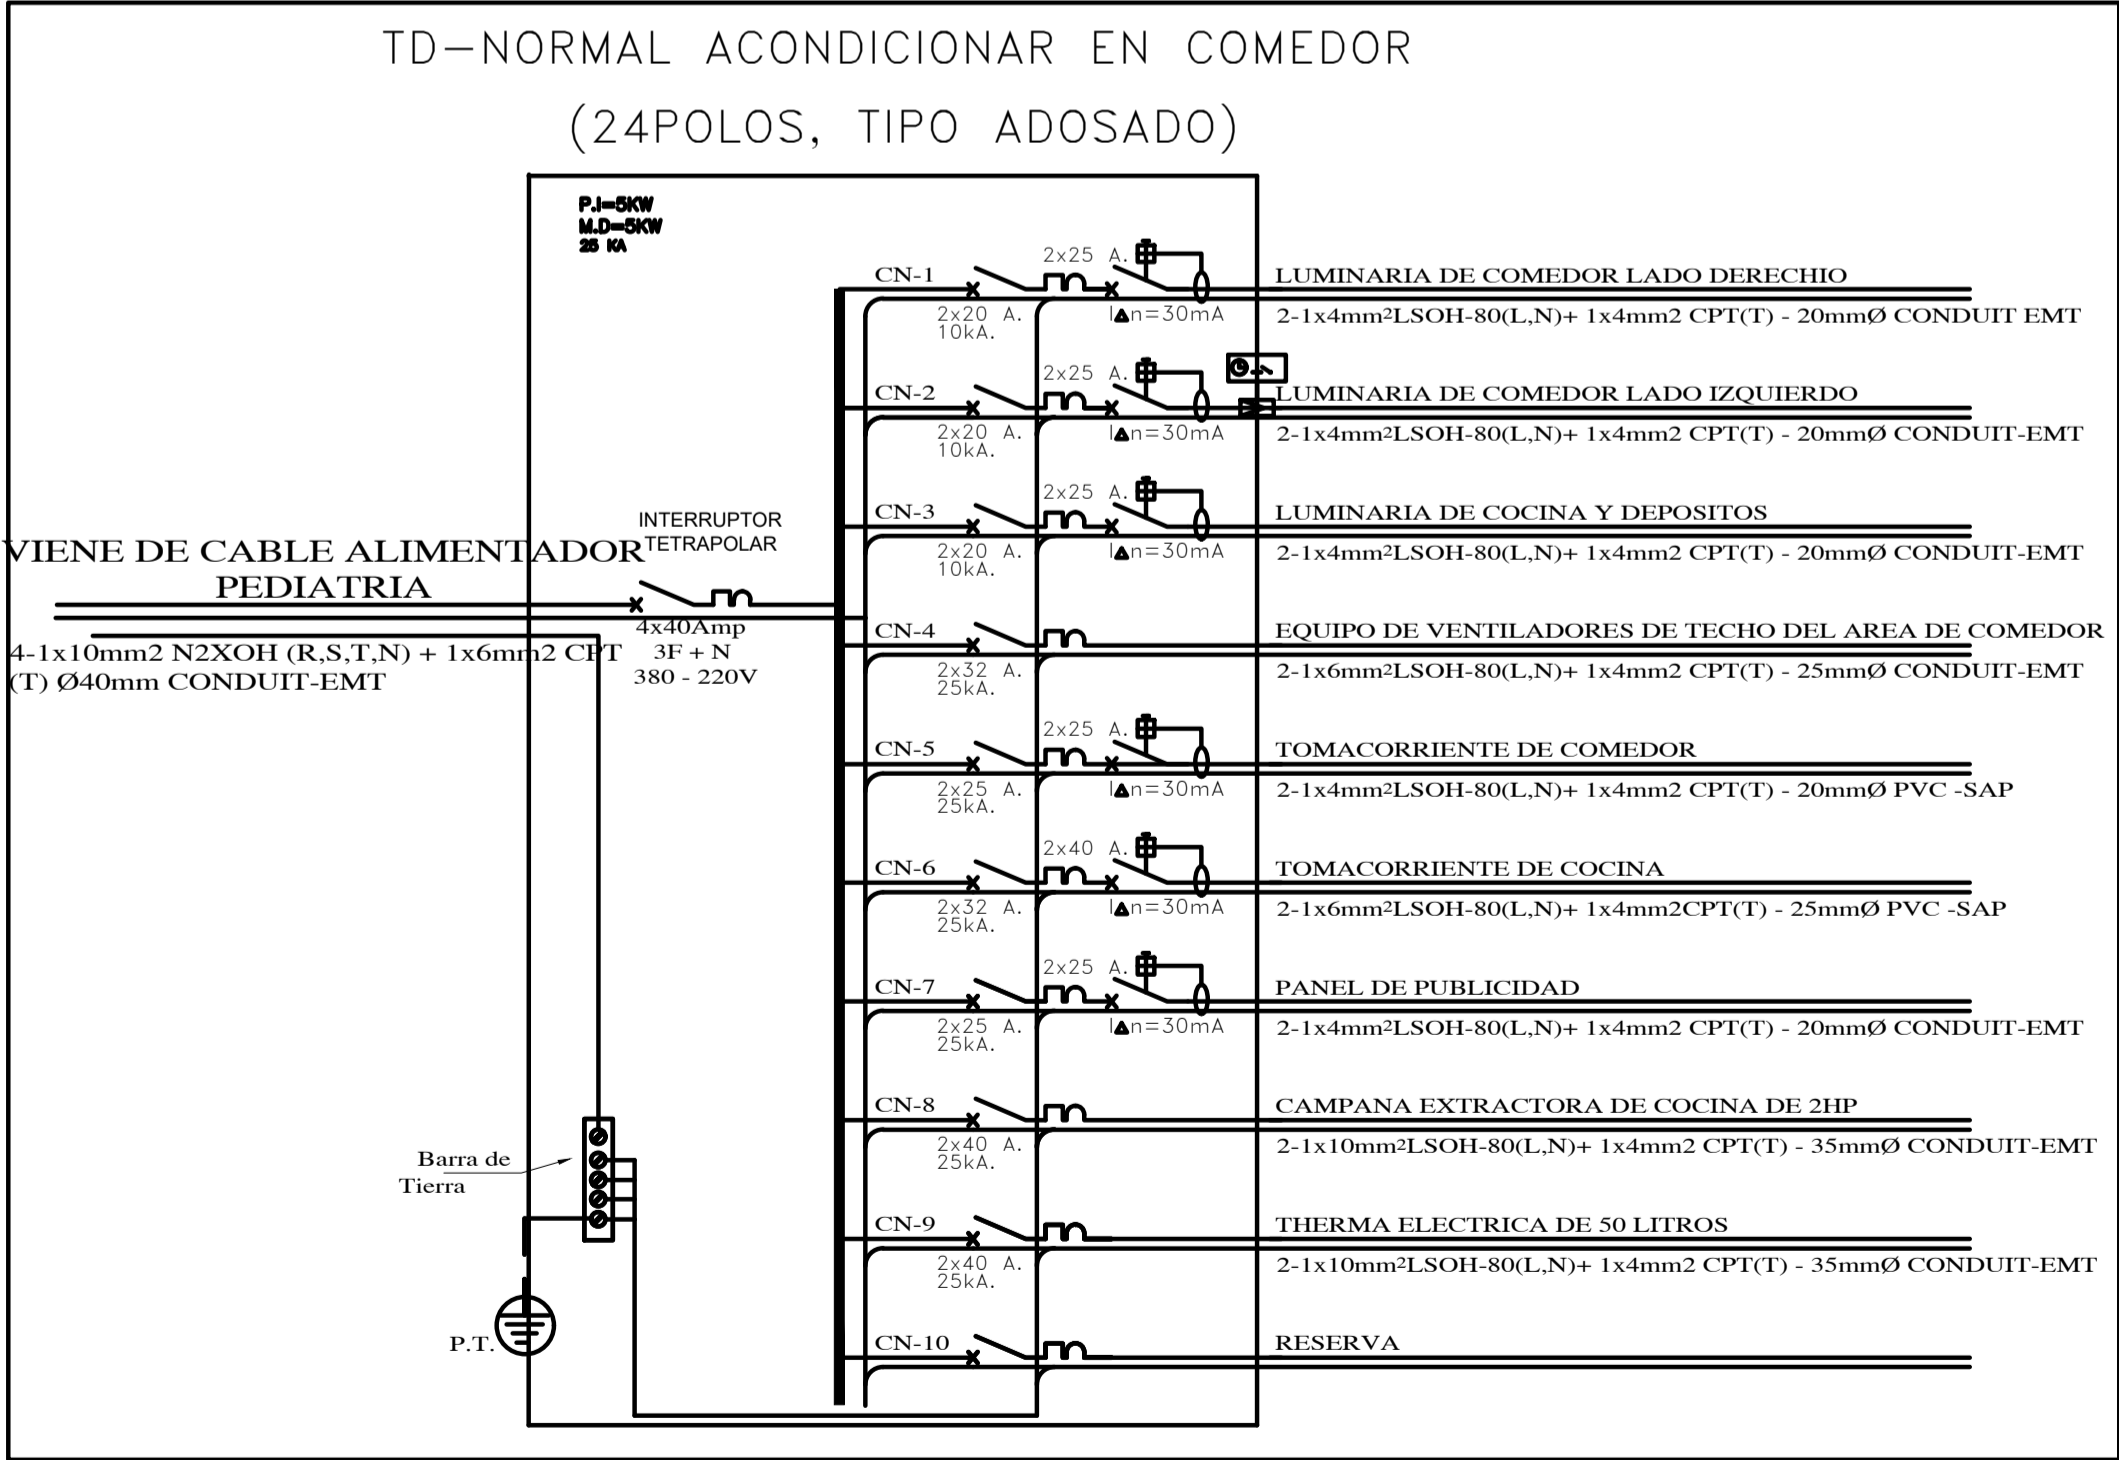 TD-NORMAL ACONDICIONAR EN COMEDOR
(24POLOS, TIPO ADOSADO)
P.I=5KW
M.D=5KW
25 KA
VIENE DE CABLE ALIMENTADOR
PEDIATRIA
4-1x10mm2 N2XOH (R,S,T,N) + 1x6mm2 CPT
(T) Ø40mm CONDUIT-EMT
INTERRUPTOR
TETRAPOLAR
4x40Amp
3F + N
380 - 220V
Barra de
Tierra
P.T.
CN-1
2x20 A.
10kA.
2x25 A.
IΔn=30mA
LUMINARIA DE COMEDOR LADO DERECHIO
2-1x4mm²LSOH-80(L,N)+ 1x4mm2 CPT(T) - 20mmØ CONDUIT EMT
CN-2
2x20 A.
10kA.
2x25 A.
IΔn=30mA
LUMINARIA DE COMEDOR LADO IZQUIERDO
2-1x4mm²LSOH-80(L,N)+ 1x4mm2 CPT(T) - 20mmØ CONDUIT-EMT
CN-3
2x20 A.
10kA.
2x25 A.
IΔn=30mA
LUMINARIA DE COCINA Y DEPOSITOS
2-1x4mm²LSOH-80(L,N)+ 1x4mm2 CPT(T) - 20mmØ CONDUIT-EMT
CN-4
2x32 A.
25kA.
EQUIPO DE VENTILADORES DE TECHO DEL AREA DE COMEDOR
2-1x6mm²LSOH-80(L,N)+ 1x4mm2 CPT(T) - 25mmØ CONDUIT-EMT
CN-5
2x25 A.
25kA.
2x25 A.
IΔn=30mA
TOMACORRIENTE DE COMEDOR
2-1x4mm²LSOH-80(L,N)+ 1x4mm2 CPT(T) - 20mmØ PVC -SAP
CN-6
2x32 A.
25kA.
2x40 A.
IΔn=30mA
TOMACORRIENTE DE COCINA
2-1x6mm²LSOH-80(L,N)+ 1x4mm2CPT(T) - 25mmØ PVC -SAP
CN-7
2x25 A.
25kA.
2x25 A.
IΔn=30mA
PANEL DE PUBLICIDAD
2-1x4mm²LSOH-80(L,N)+ 1x4mm2 CPT(T) - 20mmØ CONDUIT-EMT
CN-8
2x40 A.
25kA.
CAMPANA EXTRACTORA DE COCINA DE 2HP
2-1x10mm²LSOH-80(L,N)+ 1x4mm2 CPT(T) - 35mmØ CONDUIT-EMT
CN-9
2x40 A.
25kA.
THERMA ELECTRICA DE 50 LITROS
2-1x10mm²LSOH-80(L,N)+ 1x4mm2 CPT(T) - 35mmØ CONDUIT-EMT
CN-10
RESERVA